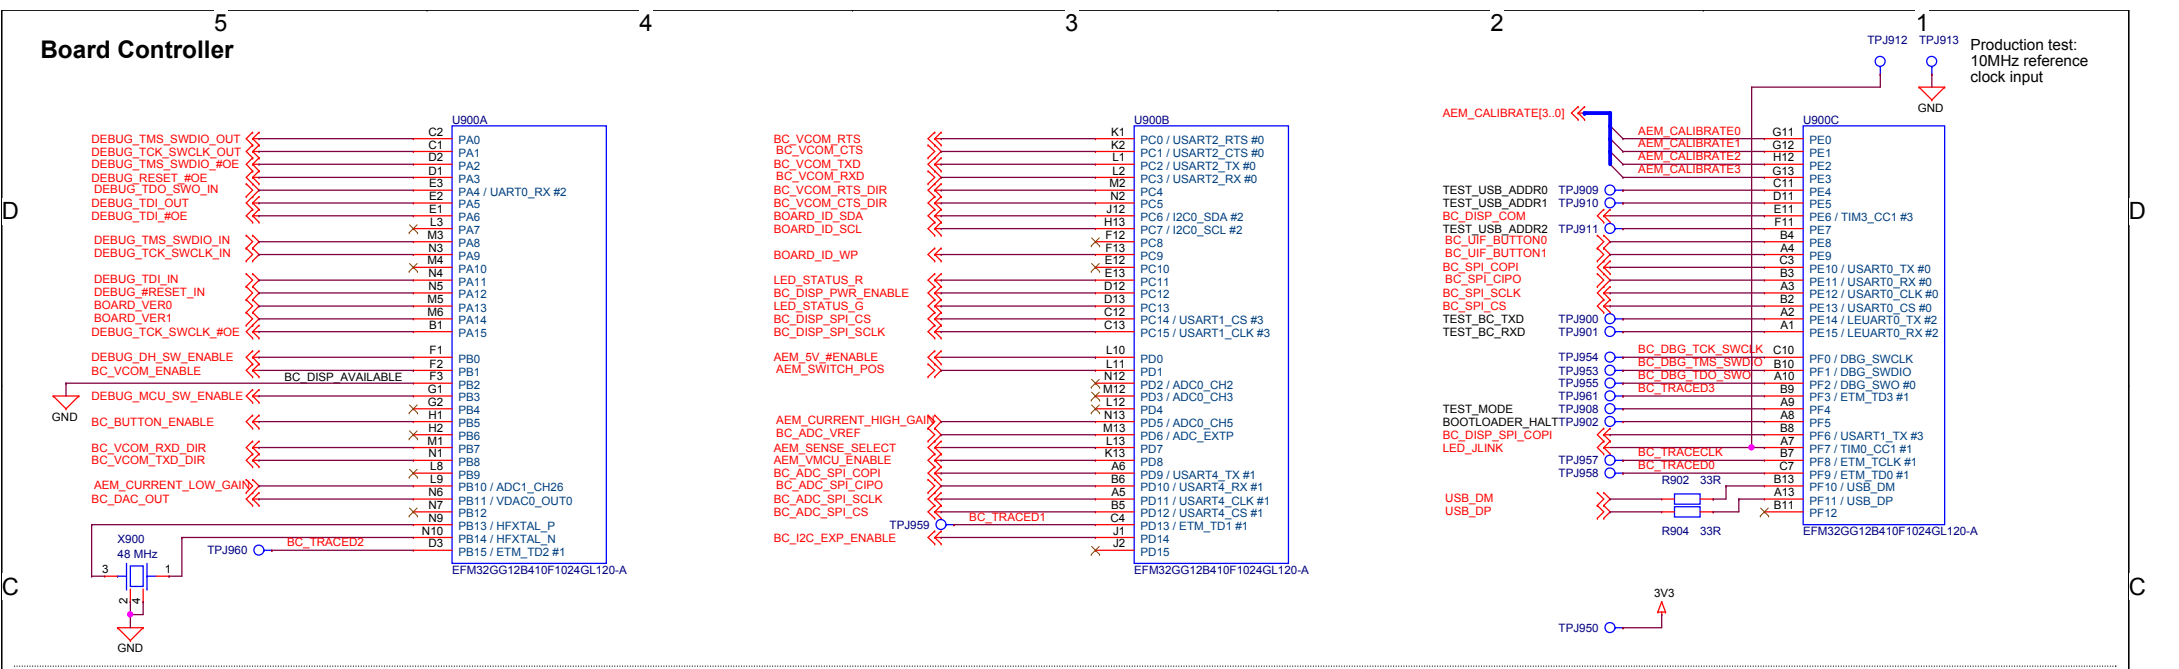 5 4 3 2 1
Board Controller
TPJ912 TPJ913
Production test:
10MHz reference
clock input
GND
D
U900A
DEBUG_TMS_SWDIO_OUT C2 PA0
DEBUG_TCK_SWCLK_OUT C1 PA1
DEBUG_TMS_SWDIO_#OE D2 PA2
DEBUG_RESET_#OE D1 PA3
DEBUG_TDO_SWO_IN E3 PA4 / UART0_RX #2
DEBUG_TDI_OUT E2 PA5
DEBUG_TDI_#OE E1 PA6
L3 PA7
DEBUG_TMS_SWDIO_IN M3 PA8
DEBUG_TCK_SWCLK_IN N3 PA9
M4 PA10
DEBUG_TDI_IN N4 PA11
DEBUG_#RESET_IN N5 PA12
BOARD_VER0 M5 PA13
BOARD_VER1 M6 PA14
DEBUG_TCK_SWCLK_#OE B1 PA15
DEBUG_DH_SW_ENABLE F1 PB0
BC_VCOM_ENABLE F2 PB1
BC_DISP_AVAILABLE F3 PB2
GND
DEBUG_MCU_SW_ENABLE G1 PB3
G2 PB4
BC_BUTTON_ENABLE H1 PB5
H2 PB6
BC_VCOM_RXD_DIR M1 PB7
BC_VCOM_TXD_DIR N1 PB8
L8 PB9
AEM_CURRENT_LOW_GAIN L9 PB10 / ADC1_CH26
BC_DAC_OUT N6 PB11 / VDAC0_OUT0
N7 PB12
N9 PB13 / HFXTAL_P
N10 PB14 / HFXTAL_N
TPJ960 BC_TRACED2 D3 PB15 / ETM_TD2 #1
EFM32GG12B410F1024GL120-A
X900
48 MHz
3 1
2 4
GND
U900B
BC_VCOM_RTS K1 PC0 / USART2_RTS #0
BC_VCOM_CTS K2 PC1 / USART2_CTS #0
BC_VCOM_TXD L1 PC2 / USART2_TX #0
BC_VCOM_RXD L2 PC3 / USART2_RX #0
BC_VCOM_RTS_DIR M2 PC4
BC_VCOM_CTS_DIR N2 PC5
BOARD_ID_SDA J12 PC6 / I2C0_SDA #2
BOARD_ID_SCL H13 PC7 / I2C0_SCL #2
F12 PC8
BOARD_ID_WP F13 PC9
E12 PC10
LED_STATUS_R E13 PC11
BC_DISP_PWR_ENABLE D12 PC12
LED_STATUS_G D13 PC13
BC_DISP_SPI_CS C12 PC14 / USART1_CS #3
BC_DISP_SPI_SCLK C13 PC15 / USART1_CLK #3
AEM_5V_#ENABLE L10 PD0
AEM_SWITCH_POS L11 PD1
N12 PD2 / ADC0_CH2
M12 PD3 / ADC0_CH3
L12 PD4
AEM_CURRENT_HIGH_GAIN N13 PD5 / ADC0_CH5
BC_ADC_VREF M13 PD6 / ADC_EXTP
AEM_SENSE_SELECT L13 PD7
AEM_VMCU_ENABLE K13 PD8
BC_ADC_SPI_COPI A6 PD9 / USART4_TX #1
BC_ADC_SPI_CIPO B6 PD10 / USART4_RX #1
BC_ADC_SPI_SCLK A5 PD11 / USART4_CLK #1
BC_ADC_SPI_CS B5 PD12 / USART4_CS #1
TPJ959 BC_TRACED1 C4 PD13 / ETM_TD1 #1
BC_I2C_EXP_ENABLE J1 PD14
J2 PD15
EFM32GG12B410F1024GL120-A
AEM_CALIBRATE[3..0]
U900C
AEM_CALIBRATE0 G11 PE0
AEM_CALIBRATE1 G12 PE1
AEM_CALIBRATE2 H12 PE2
AEM_CALIBRATE3 G13 PE3
TEST_USB_ADDR0 TPJ909 C11 PE4
TEST_USB_ADDR1 TPJ910 D11 PE5
BC_DISP_COM E11 PE6 / TIM3_CC1 #3
TEST_USB_ADDR2 TPJ911 F11 PE7
BC_UIF_BUTTON0 B4 PE8
BC_UIF_BUTTON1 A4 PE9
BC_SPI_COPI C3 PE10 / USART0_TX #0
BC_SPI_CIPO B3 PE11 / USART0_RX #0
BC_SPI_SCLK A3 PE12 / USART0_CLK #0
BC_SPI_CS B2 PE13 / USART0_CS #0
TEST_BC_TXD TPJ900 A2 PE14 / LEUART0_TX #2
TEST_BC_RXD TPJ901 A1 PE15 / LEUART0_RX #2
TPJ954 BC_DBG_TCK_SWCLK C10 PF0 / DBG_SWCLK
TPJ953 BC_DBG_TMS_SWDIO B10 PF1 / DBG_SWDIO
TPJ955 BC_DBG_TDO_SWO A10 PF2 / DBG_SWO #0
TPJ961 BC_TRACED3 B9 PF3 / ETM_TD3 #1
TEST_MODE TPJ908 A9 PF4
BOOTLOADER_HALT TPJ902 A8 PF5
BC_DISP_SPI_COPI B8 PF6 / USART1_TX #3
LED_JLINK A7 PF7 / TIM0_CC1 #1
TPJ957 BC_TRACECLK B7 PF8 / ETM_TCLK #1
TPJ958 BC_TRACED0 C7 PF9 / ETM_TD0 #1
R902 33R
USB_DM B13 PF10 / USB_DM
USB_DP A13 PF11 / USB_DP
B11 PF12
R904 33R
EFM32GG12B410F1024GL120-A
D
C
3V3
TPJ950
C